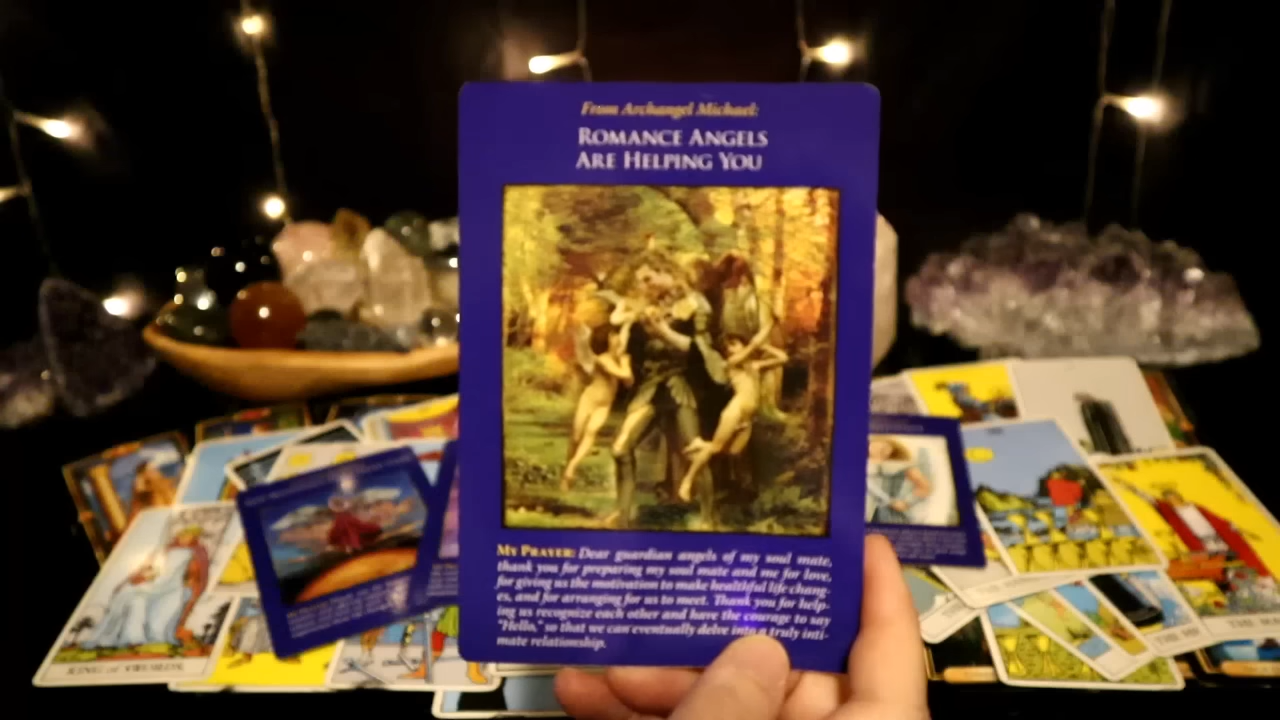 From Archangel Michael:
ROMANCE ANGELS
ARE HELPING YOU
MY PRAYER: Dear guardian angels of my soul mate,
thank you for preparing my soul mate and me for love,
for giving us the motivation to make healthful life chang-
es, and for arranging for us to meet. Thank you for help-
ing us recognize each other and have the courage to say
"Hello," so that we can eventually delve into a truly inti-
mate relationship.
KING of SWORDS